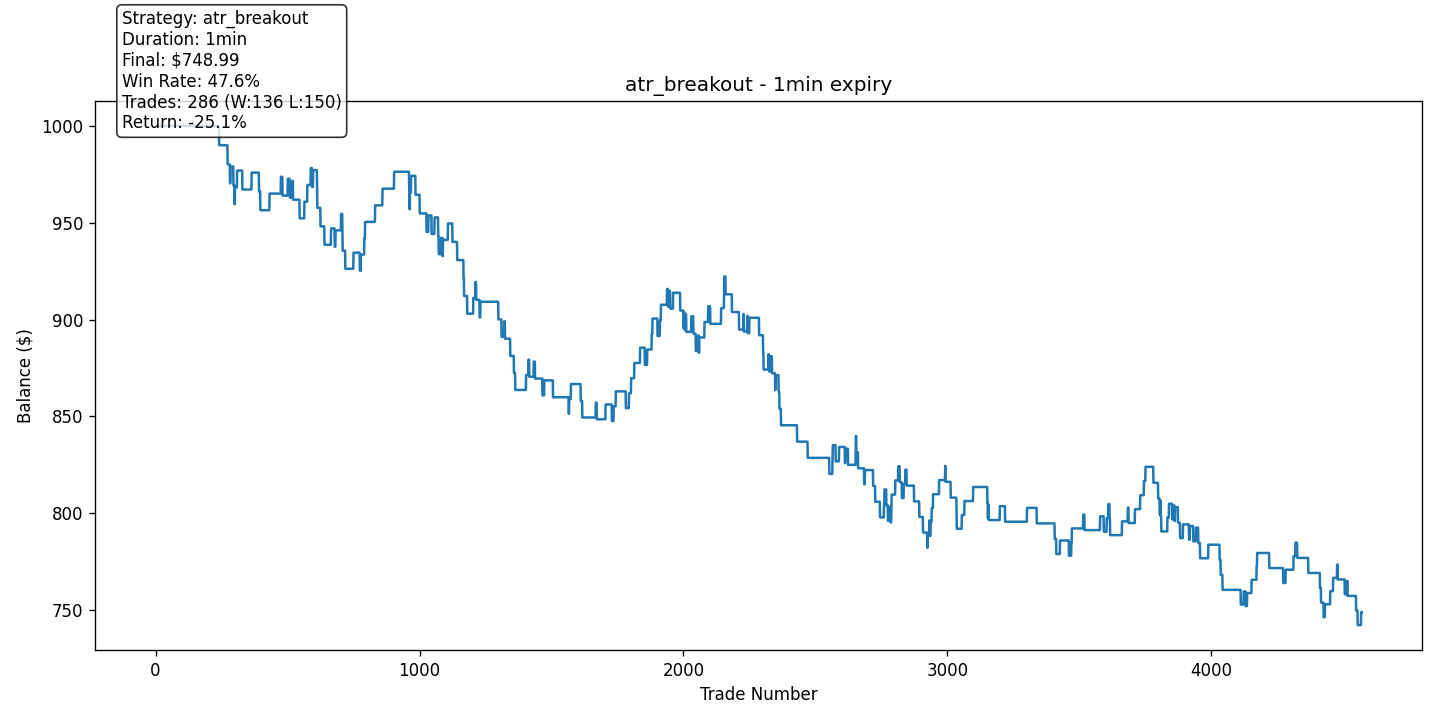 Strategy: atr_breakout
Duration: 1min
Final: $748.99
Win Rate: 47.6%
Trades: 286 (W:136 L:150)
Return: -25.1%
atr_breakout - 1min expiry
1000
950
900
850
800
750
Balance ($)
0 1000 2000 3000 4000
Trade Number